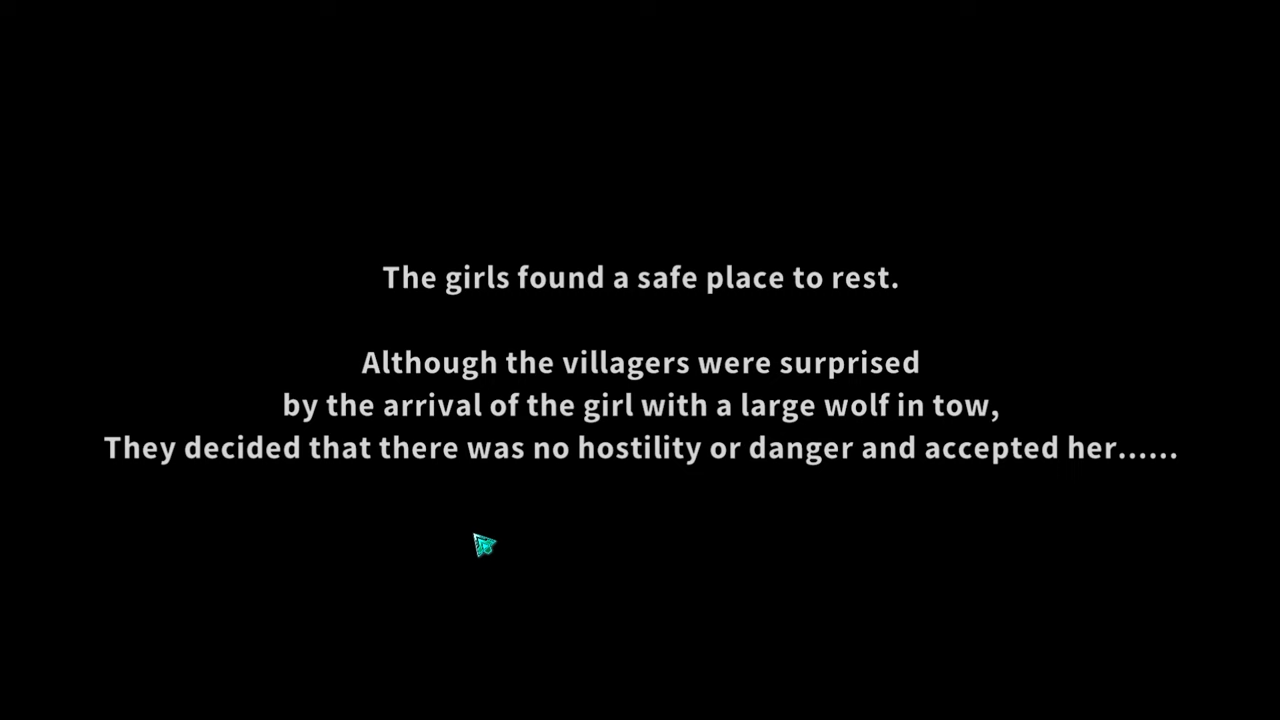 The girls found a safe place to rest.
Although the villagers were surprised
by the arrival of the girl with a large wolf in tow,
They decided that there was no hostility or danger and accepted her......